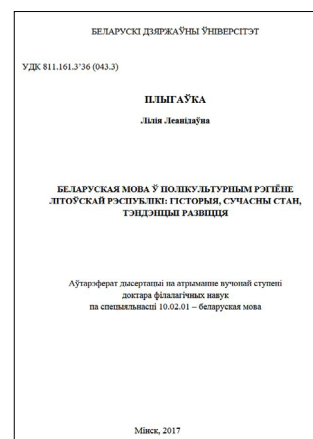 БЕЛАРУСКІ ДЗЯРЖАЎНЫ ЎНІВЕРСІТЭТ
УДК 811.161.3’36 (043.3)
ПЛЫГАЎКА
Лілія Леанідаўна
БЕЛАРУСКАЯ МОВА Ў ПОЛІКУЛЬТУРНЫМ РЭГІЁНЕ
ЛІТОЎСКАЙ РЭСПУБЛІКІ: ГІСТОРЫЯ, СУЧАСНЫ СТАН,
ТЭНДЭНЦЫІ РАЗВІЦЦЯ
Аўтарэферат дысертацыі на атрыманне вучонай ступені
доктара філалагічных навук
па спецыяльнасці 10.02.01 – беларуская мова
Мінск, 2017